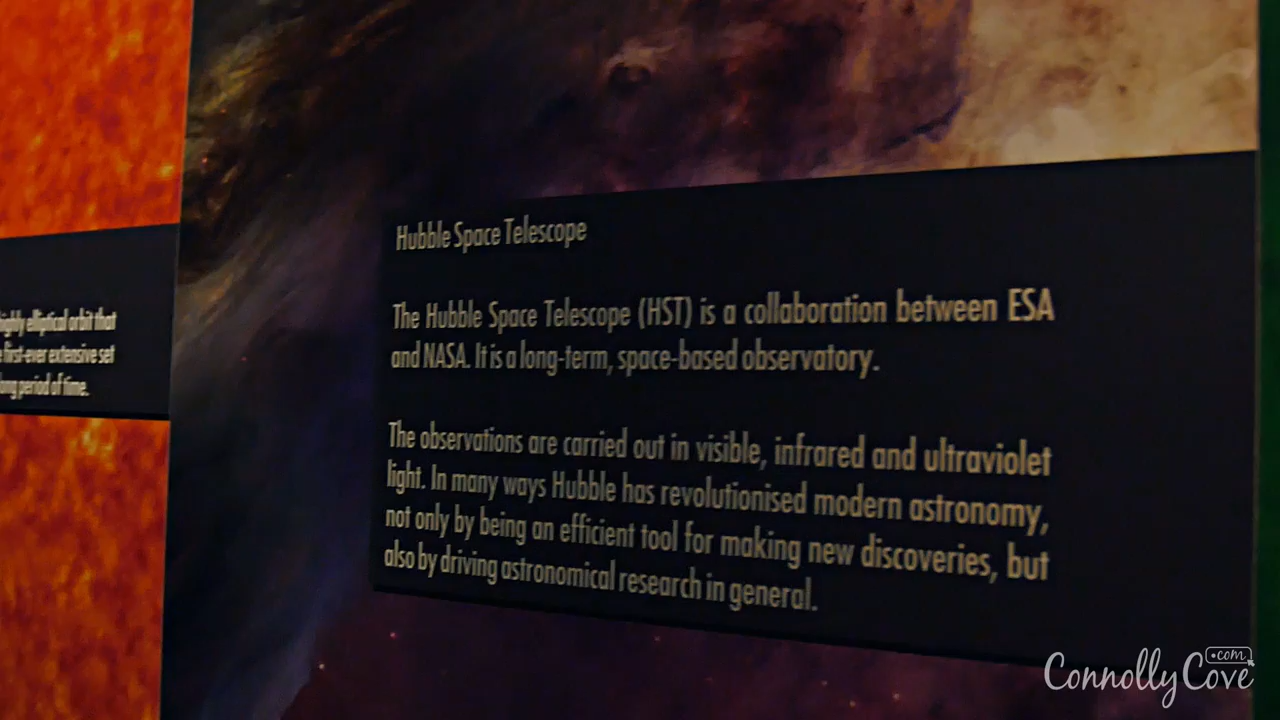 highly elliptical orbit that
first-ever extensive set
long period of time.
Hubble Space Telescope
The Hubble Space Telescope (HST) is a collaboration between ESA
and NASA. It is a long-term, space-based observatory.
The observations are carried out in visible, infrared and ultraviolet
light. In many ways Hubble has revolutionised modern astronomy,
not only by being an efficient tool for making new discoveries, but
also by driving astronomical research in general.
.com
ConnollyCove